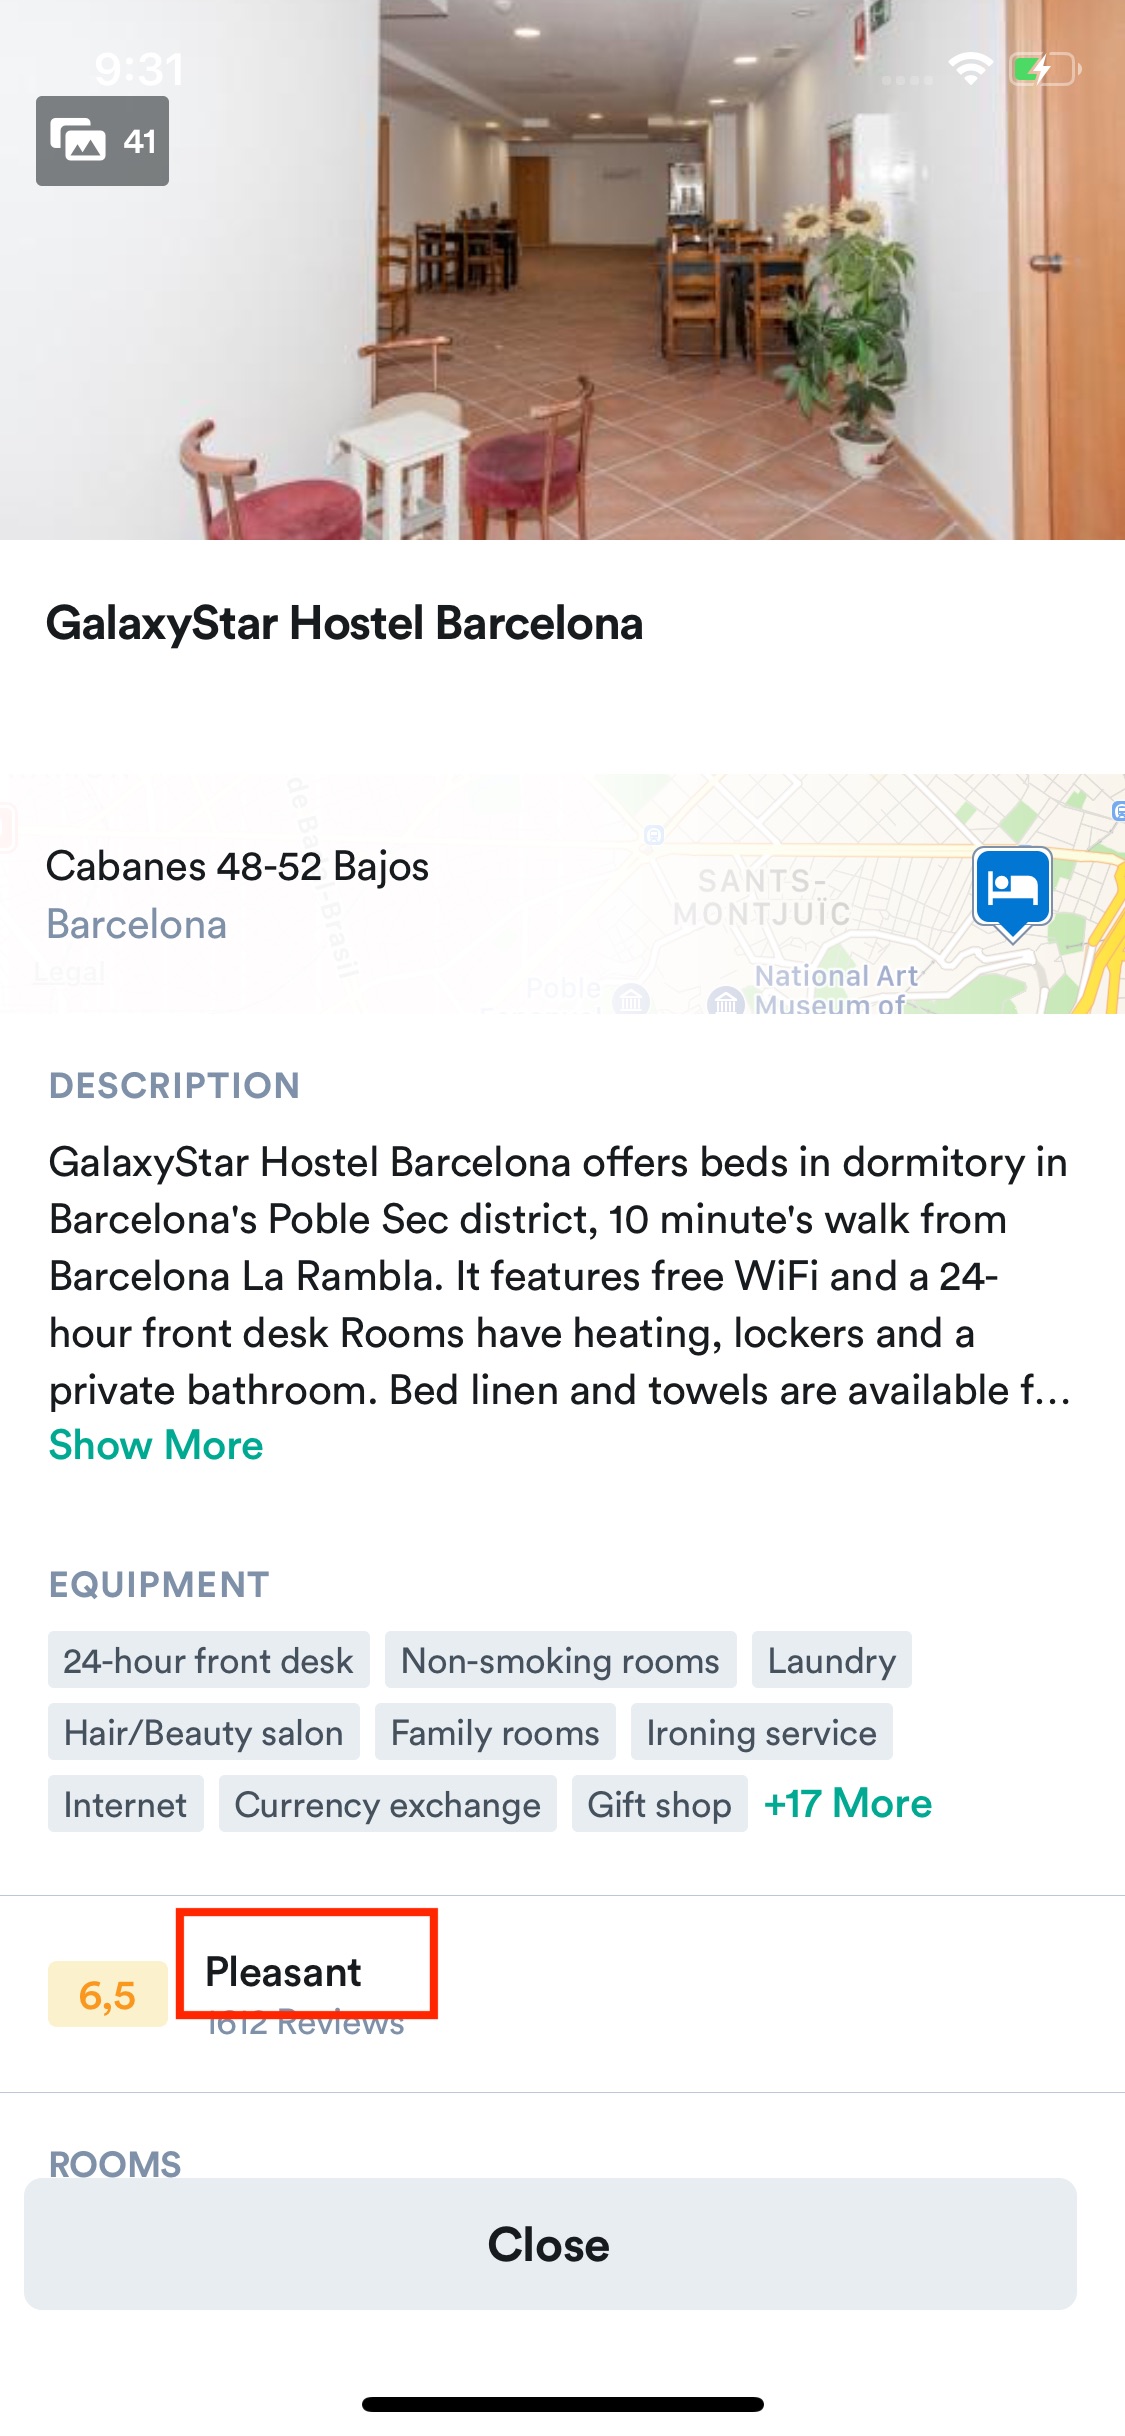 9:31
41
GalaxyStar Hostel Barcelona
de Badal-Brasil
Cabanes 48-52 Bajos
Barcelona
SANTS-
MONTJUÏC
Legal
Poble
National Art
Museum of
DESCRIPTION
GalaxyStar Hostel Barcelona offers beds in dormitory in
Barcelona's Poble Sec district, 10 minute's walk from
Barcelona La Rambla. It features free WiFi and a 24-
hour front desk Rooms have heating, lockers and a
private bathroom. Bed linen and towels are available f...
Show More
EQUIPMENT
24-hour front desk
Non-smoking rooms
Laundry
Hair/Beauty salon
Family rooms
Ironing service
Internet
Currency exchange
Gift shop
+17 More
6,5
Pleasant
1612 Reviews
ROOMS
Close